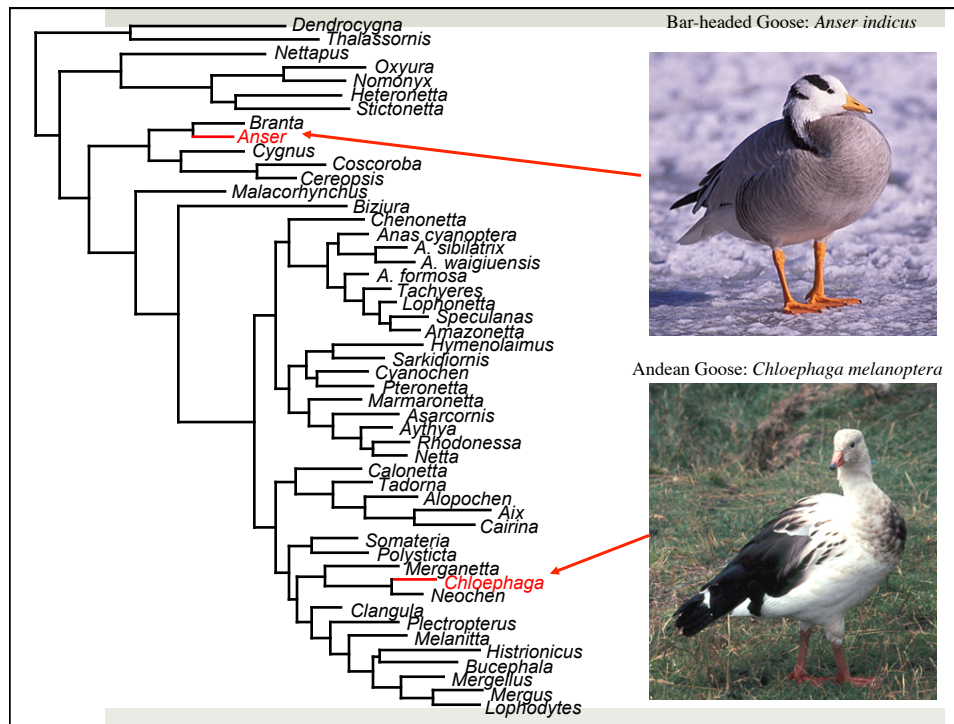 Dendrocygna
Thalassornis
Nettapus
Oxyura
Nomonyx
Heteronetta
Stictonetta
Branta
Anser
Cygnus
Coscoroba
Cereopsis
Malacorhynchus
Biziura
Chenonetta
Anas cyanoptera
A. sibilatrix
A. waigiuensis
A. formosa
Tachyeres
Lophonetta
Speculanas
Amazonetta
Hymenolaimus
Sarkidiornis
Cyanochen
Pteronetta
Marmaronetta
Asarcornis
Aythya
Rhodonessa
Netta
Calonetta
Tadorna
Alopochen
Aix
Cairina
Somateria
Polysticta
Merganetta
Chloephaga
Neochen
Clangula
Plectropterus
Melanitta
Histrionicus
Bucephala
Mergellus
Mergus
Lophodytes
Bar-headed Goose: Anser indicus
Andean Goose: Chloephaga melanoptera